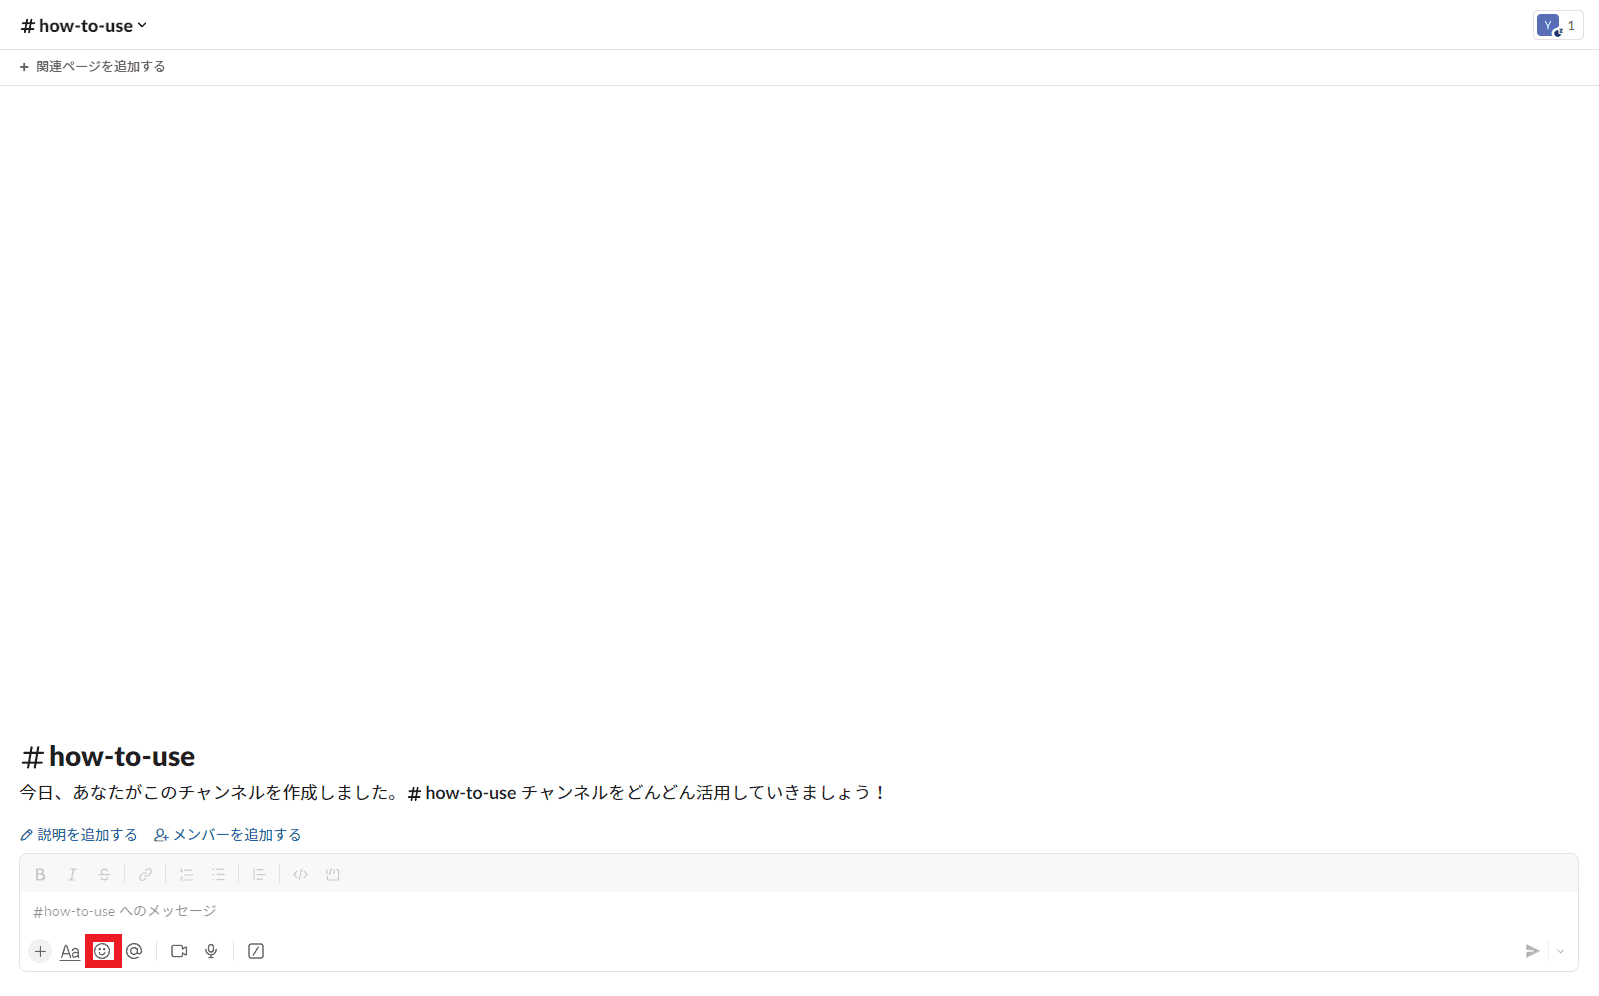 # how-to-use
Y 1
+ 関連ページを追加する
# how-to-use
今日、あなたがこのチャンネルを作成しました。# how-to-use チャンネルをどんどん活用していきましょう！
説明を追加する メンバーを追加する
B I S
#how-to-use へのメッセージ
+ Aa @